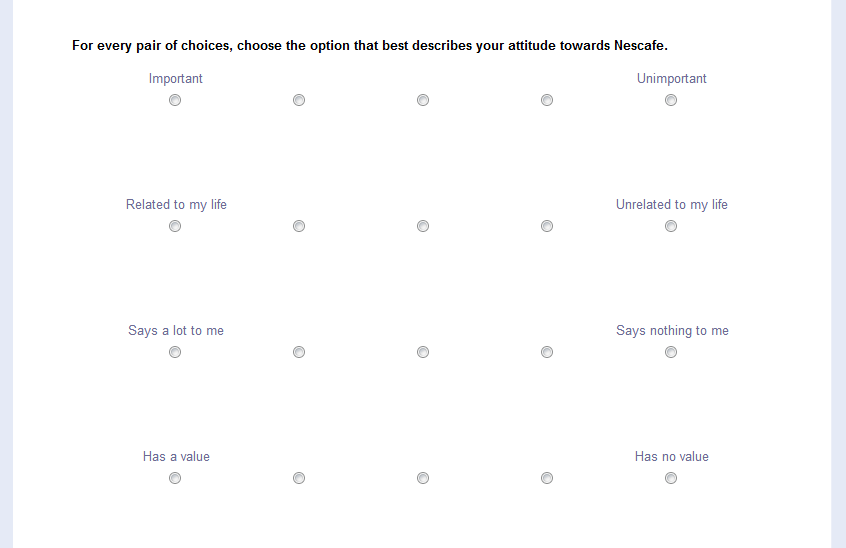 For every pair of choices, choose the option that best describes your attitude towards Nescafe.
Important Unimportant
Related to my life Unrelated to my life
Says a lot to me Says nothing to me
Has a value Has no value